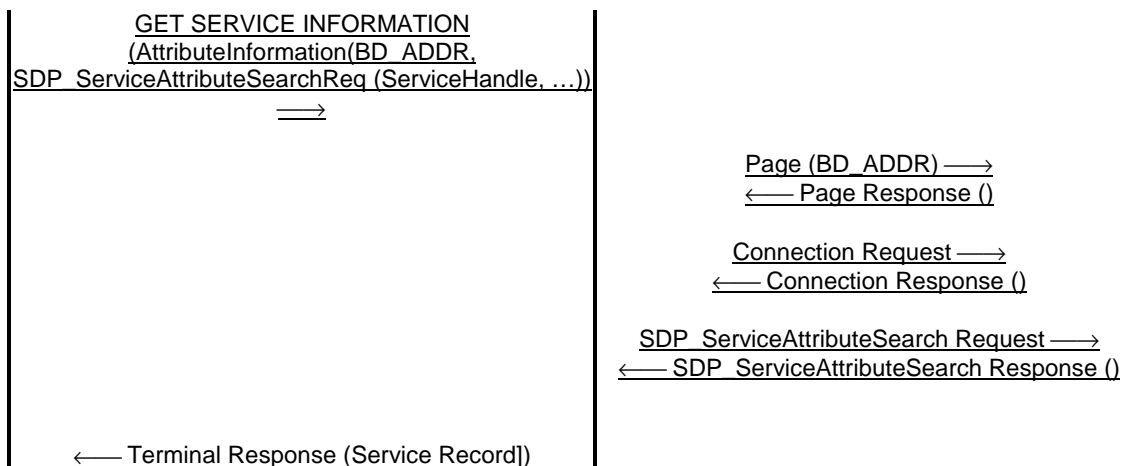 GET SERVICE INFORMATION
(AttributeInformation(BD_ADDR,
SDP_ServiceAttributeSearchReq (ServiceHandle, …))
⟶
Page (BD_ADDR) ⟶
⟵ Page Response ()
Connection Request ⟶
⟵ Connection Response ()
SDP_ServiceAttributeSearch Request ⟶
⟵ SDP_ServiceAttributeSearch Response ()
⟵ Terminal Response (Service Record])